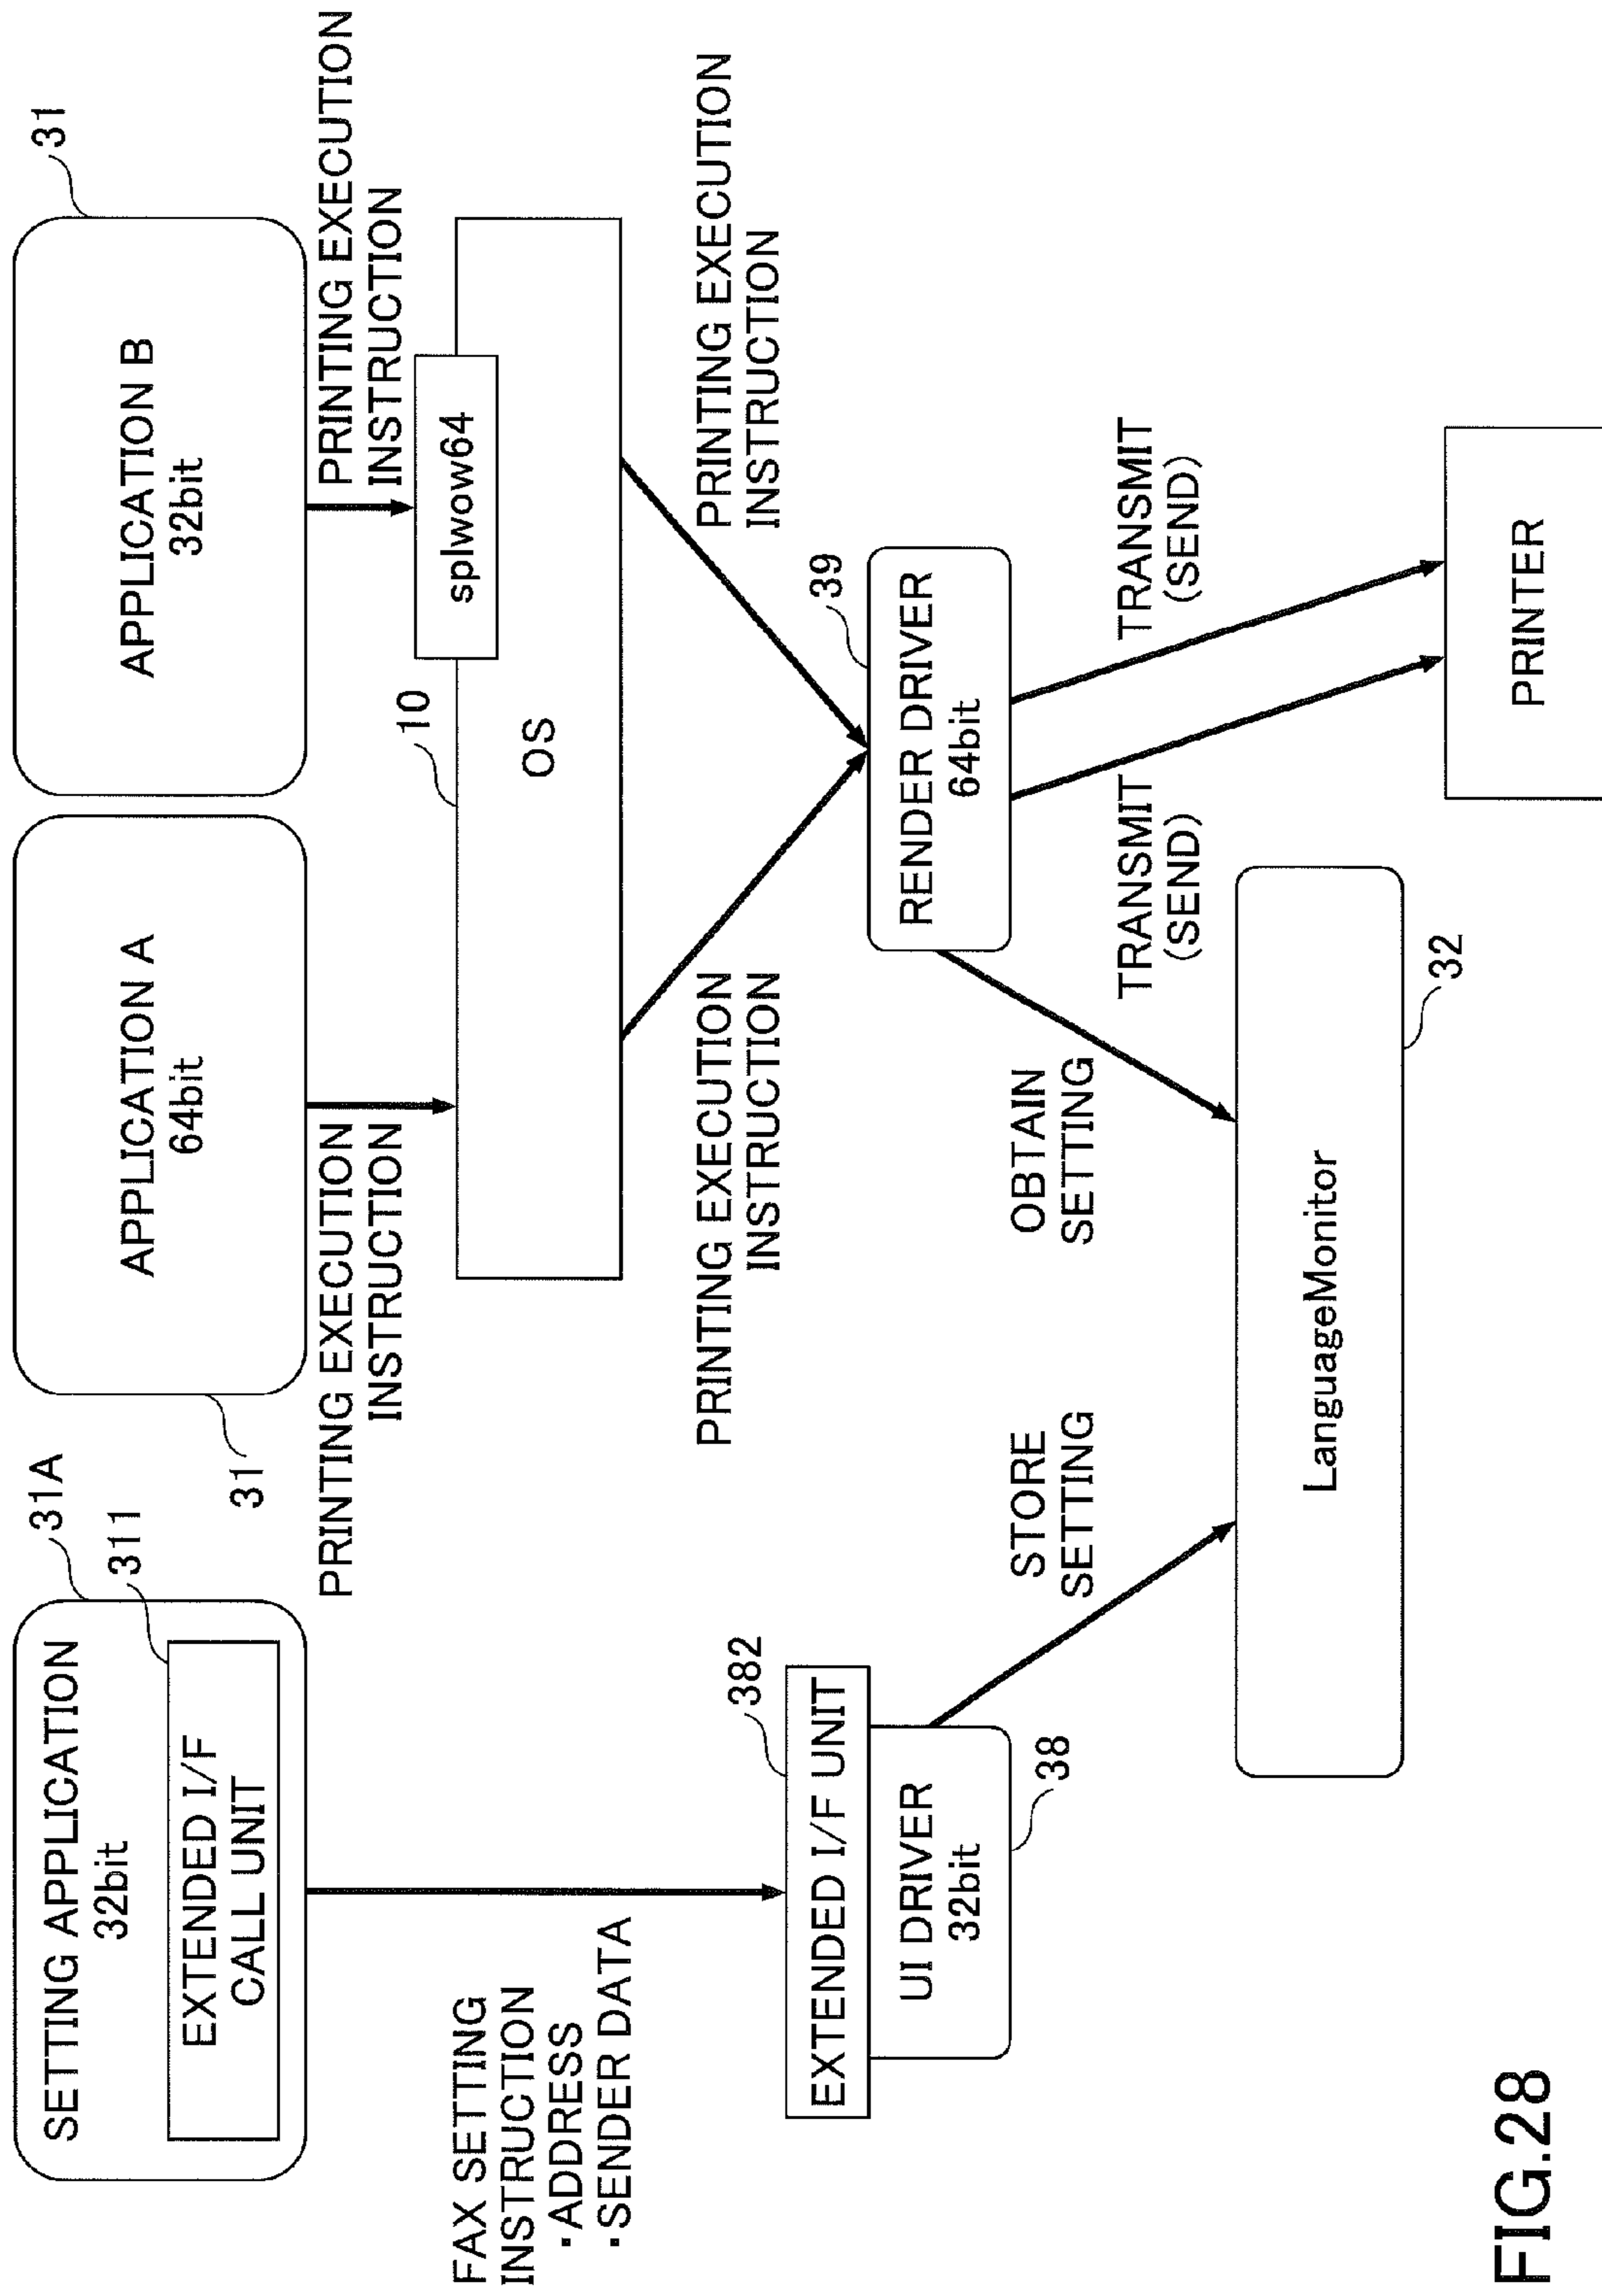 FIG.28
SETTING APPLICATION
32bit
31A
EXTENDED I/F
CALL UNIT
311
APPLICATION A
64bit
31
APPLICATION B
32bit
31
PRINTING EXECUTION
INSTRUCTION
PRINTING EXECUTION
INSTRUCTION
FAX SETTING
INSTRUCTION
・ADDRESS
・SENDER DATA
10
splwow64
OS
PRINTING EXECUTION
INSTRUCTION
PRINTING EXECUTION
INSTRUCTION
382
EXTENDED I/F UNIT
UI DRIVER
32bit
38
39
RENDER DRIVER
64bit
STORE
SETTING
OBTAIN
SETTING
TRANSMIT
(SEND)
TRANSMIT
(SEND)
LanguageMonitor
32
PRINTER